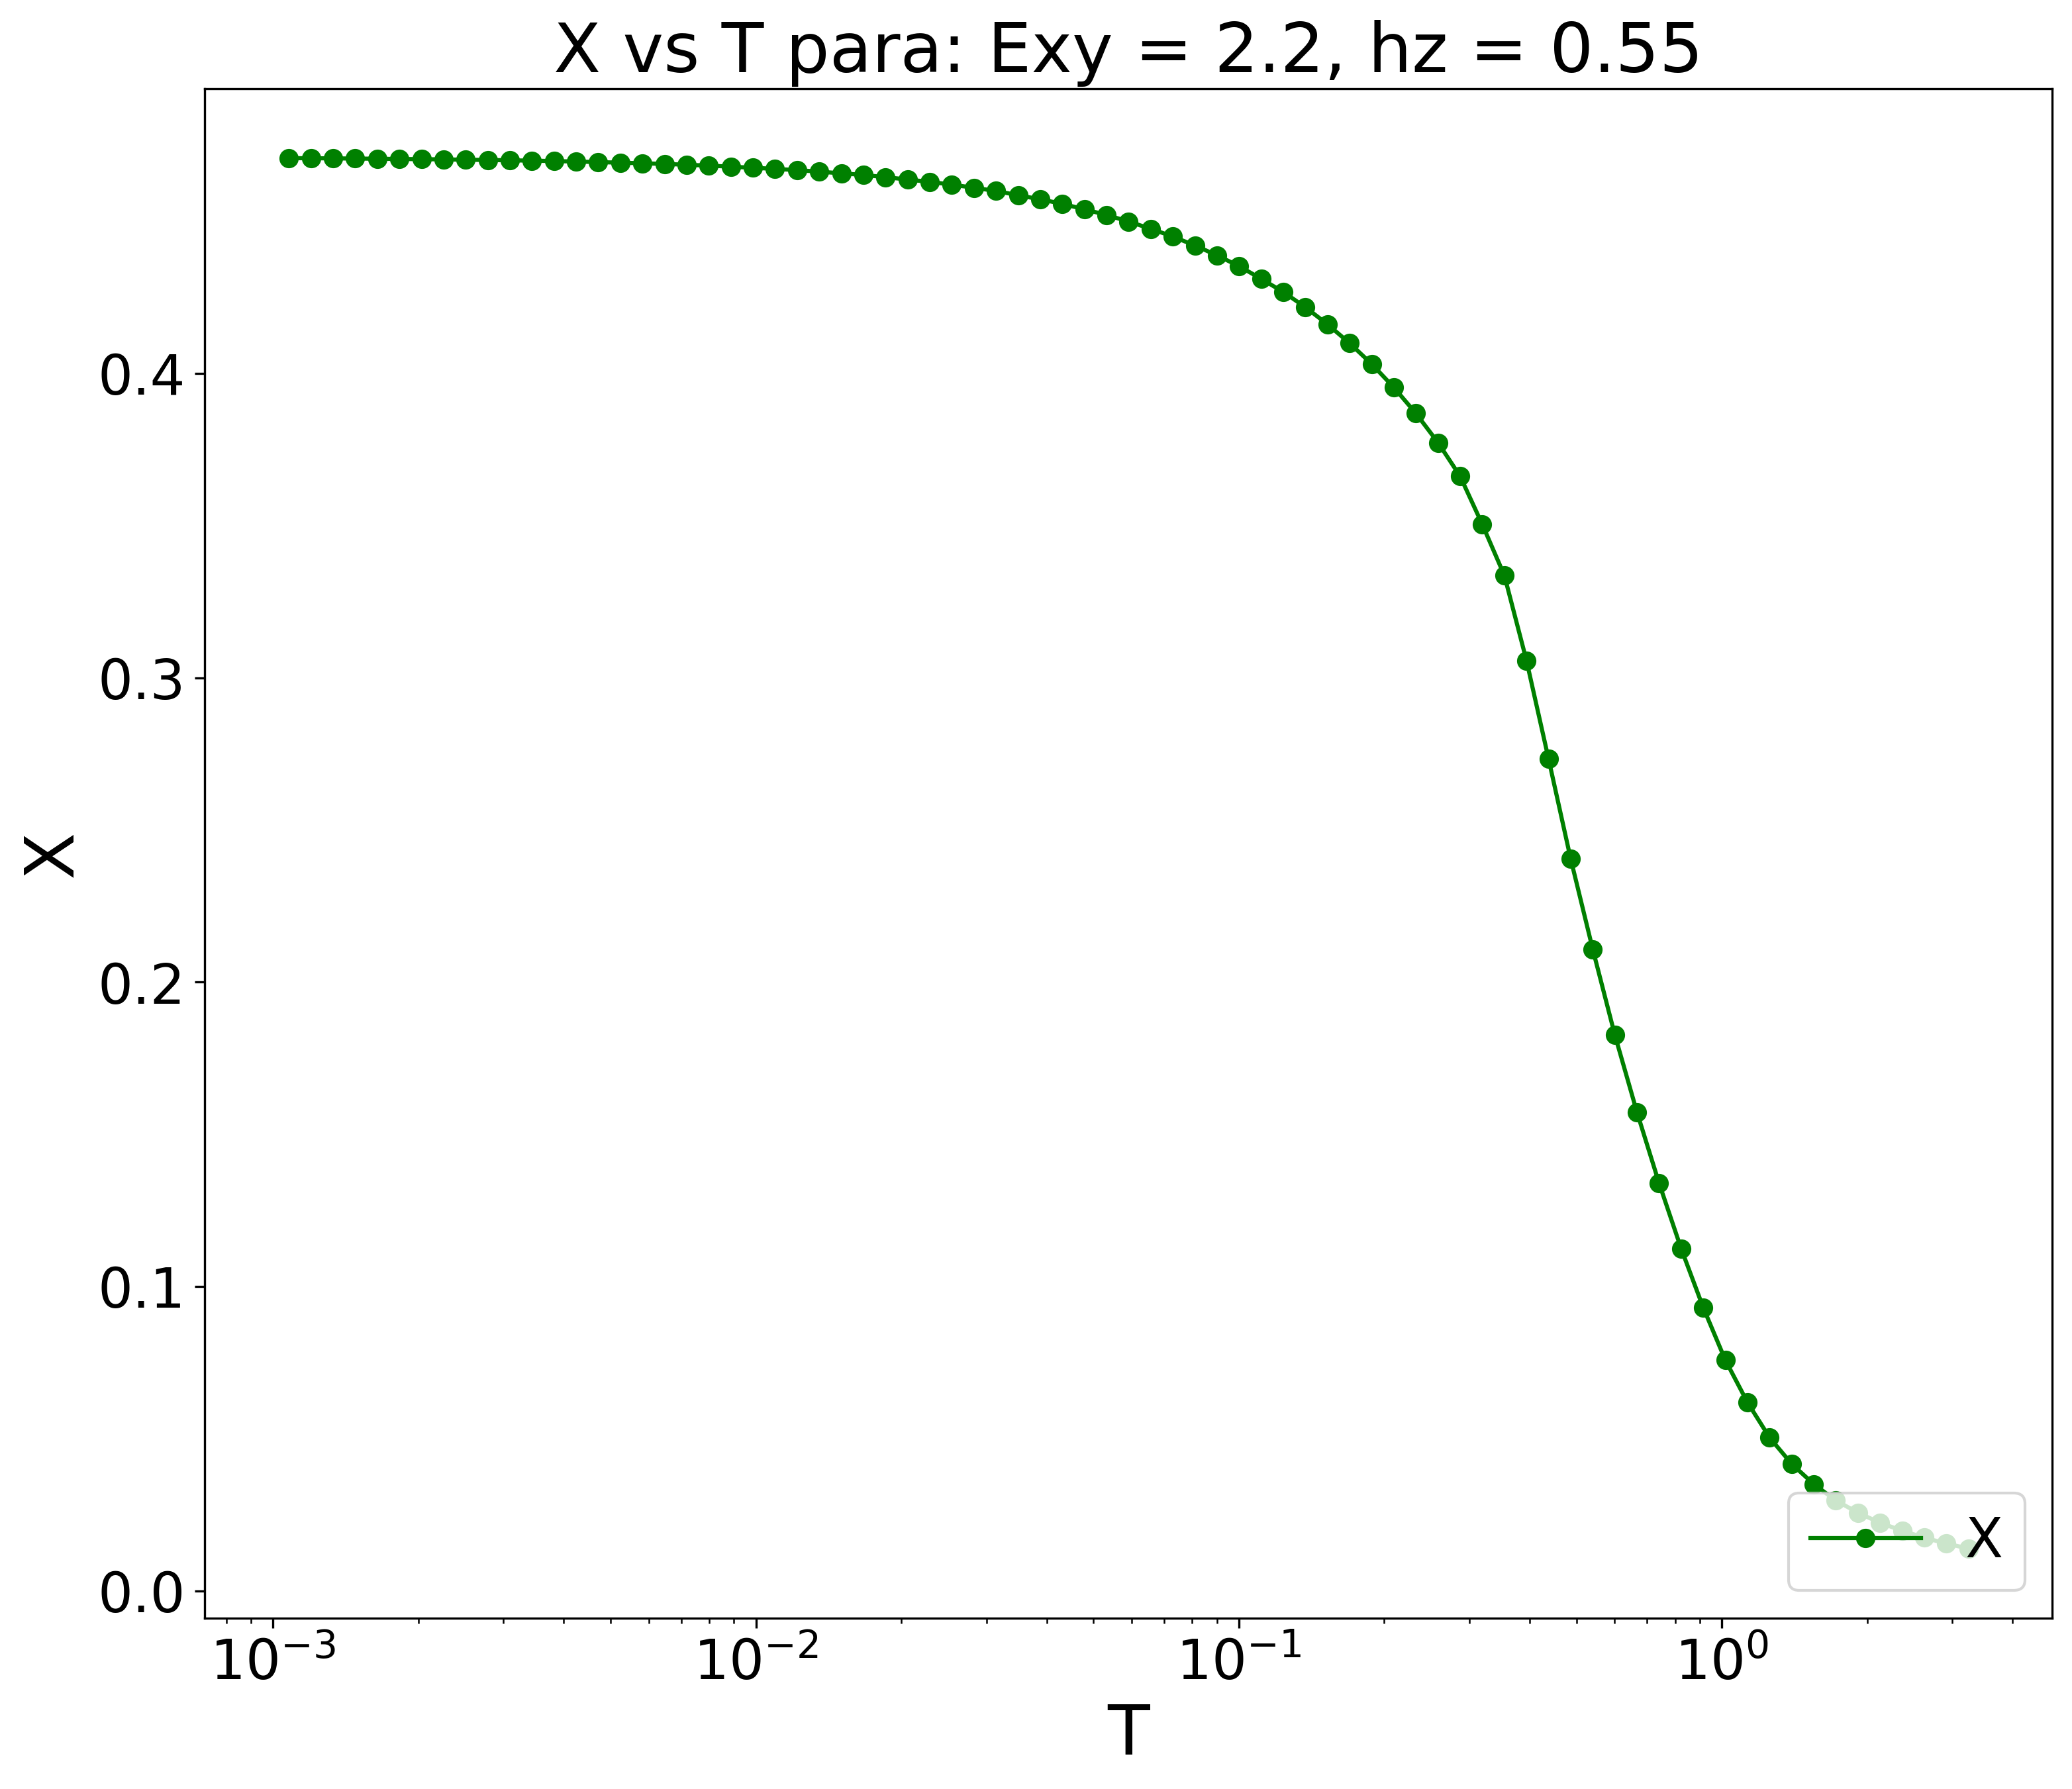 X vs T para: Exy = 2.2, hz = 0.55
X
0.4
0.3
0.2
0.1
0.0
X
10⁻³ 10⁻² 10⁻¹ 10⁰
T